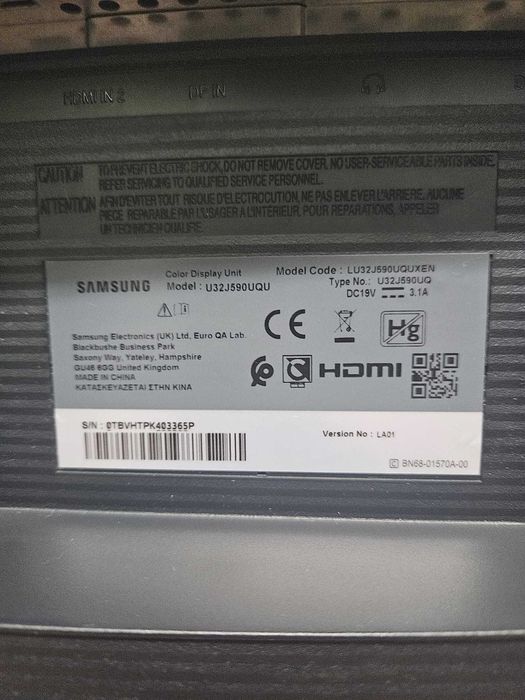 HDMI IN 2 DP IN
CAUTION TO PREVENT ELECTRIC SHOCK, DO NOT REMOVE COVER, NO USER-SERVICEABLE PARTS INSIDE.
REFER SERVICING TO QUALIFIED SERVICE PERSONNEL.
ATTENTION AFIN D'EVITER TOUT RISQUE D'ELECTROCUTION, NE PAS ENLEVER L'ARRIERE, AUCUNE
PIECE REPARABLE PAR L'USAGER A L'INTERIEUR, POUR REPARATIONS, APPELER
UN TECHNICIEN QUALIFIE.
SAMSUNG
Color Display Unit
Model : U32J590UQU
Model Code : LU32J590UQUXEN
Type No.: U32J590UQ
DC19V 3.1A
Samsung Electronics (UK) Ltd, Euro QA Lab.
Blackbushe Business Park
Saxony Way, Yateley, Hampshire
GU46 6GG United Kingdom
MADE IN CHINA
ΚΑΤΑΣΚΕΥΑΖΕΤΑΙ ΣΤΗΝ ΚΙΝΑ
CE
Hg
HDMI
S/N : 0TBVHTPK403365P
Version No : LA01
C BN68-01570A-00